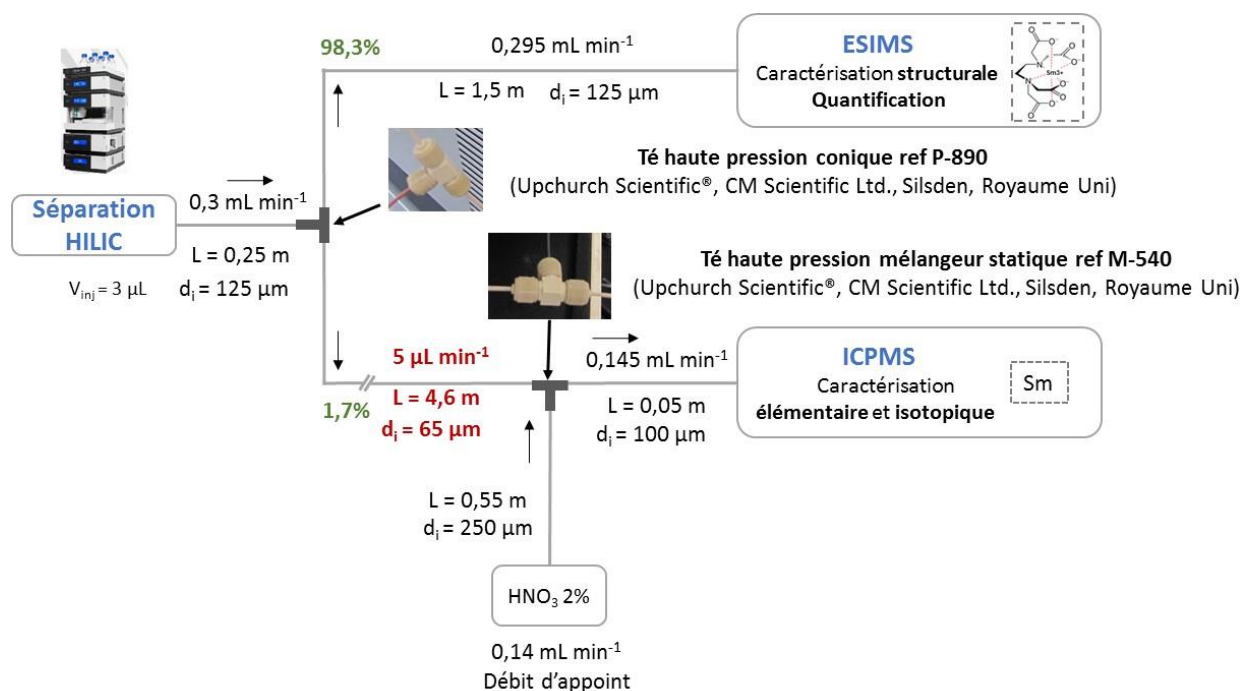 98,3%
0,295 mL min⁻¹
L = 1,5 m    dᵢ = 125 µm
ESIMS
Caractérisation structurale
Quantification
Sm3+
Té haute pression conique ref P-890
(Upchurch Scientific®, CM Scientific Ltd., Silsden, Royaume Uni)
Séparation
HILIC
0,3 mL min⁻¹
L = 0,25 m
dᵢ = 125 µm
Vᵢₙⱼ = 3 µL
Té haute pression mélangeur statique ref M-540
(Upchurch Scientific®, CM Scientific Ltd., Silsden, Royaume Uni)
5 µL min⁻¹
L = 4,6 m
dᵢ = 65 µm
1,7%
0,145 mL min⁻¹
L = 0,05 m
dᵢ = 100 µm
ICPMS
Caractérisation
élémentaire et isotopique
Sm
L = 0,55 m
dᵢ = 250 µm
HNO₃ 2%
0,14 mL min⁻¹
Débit d’appoint